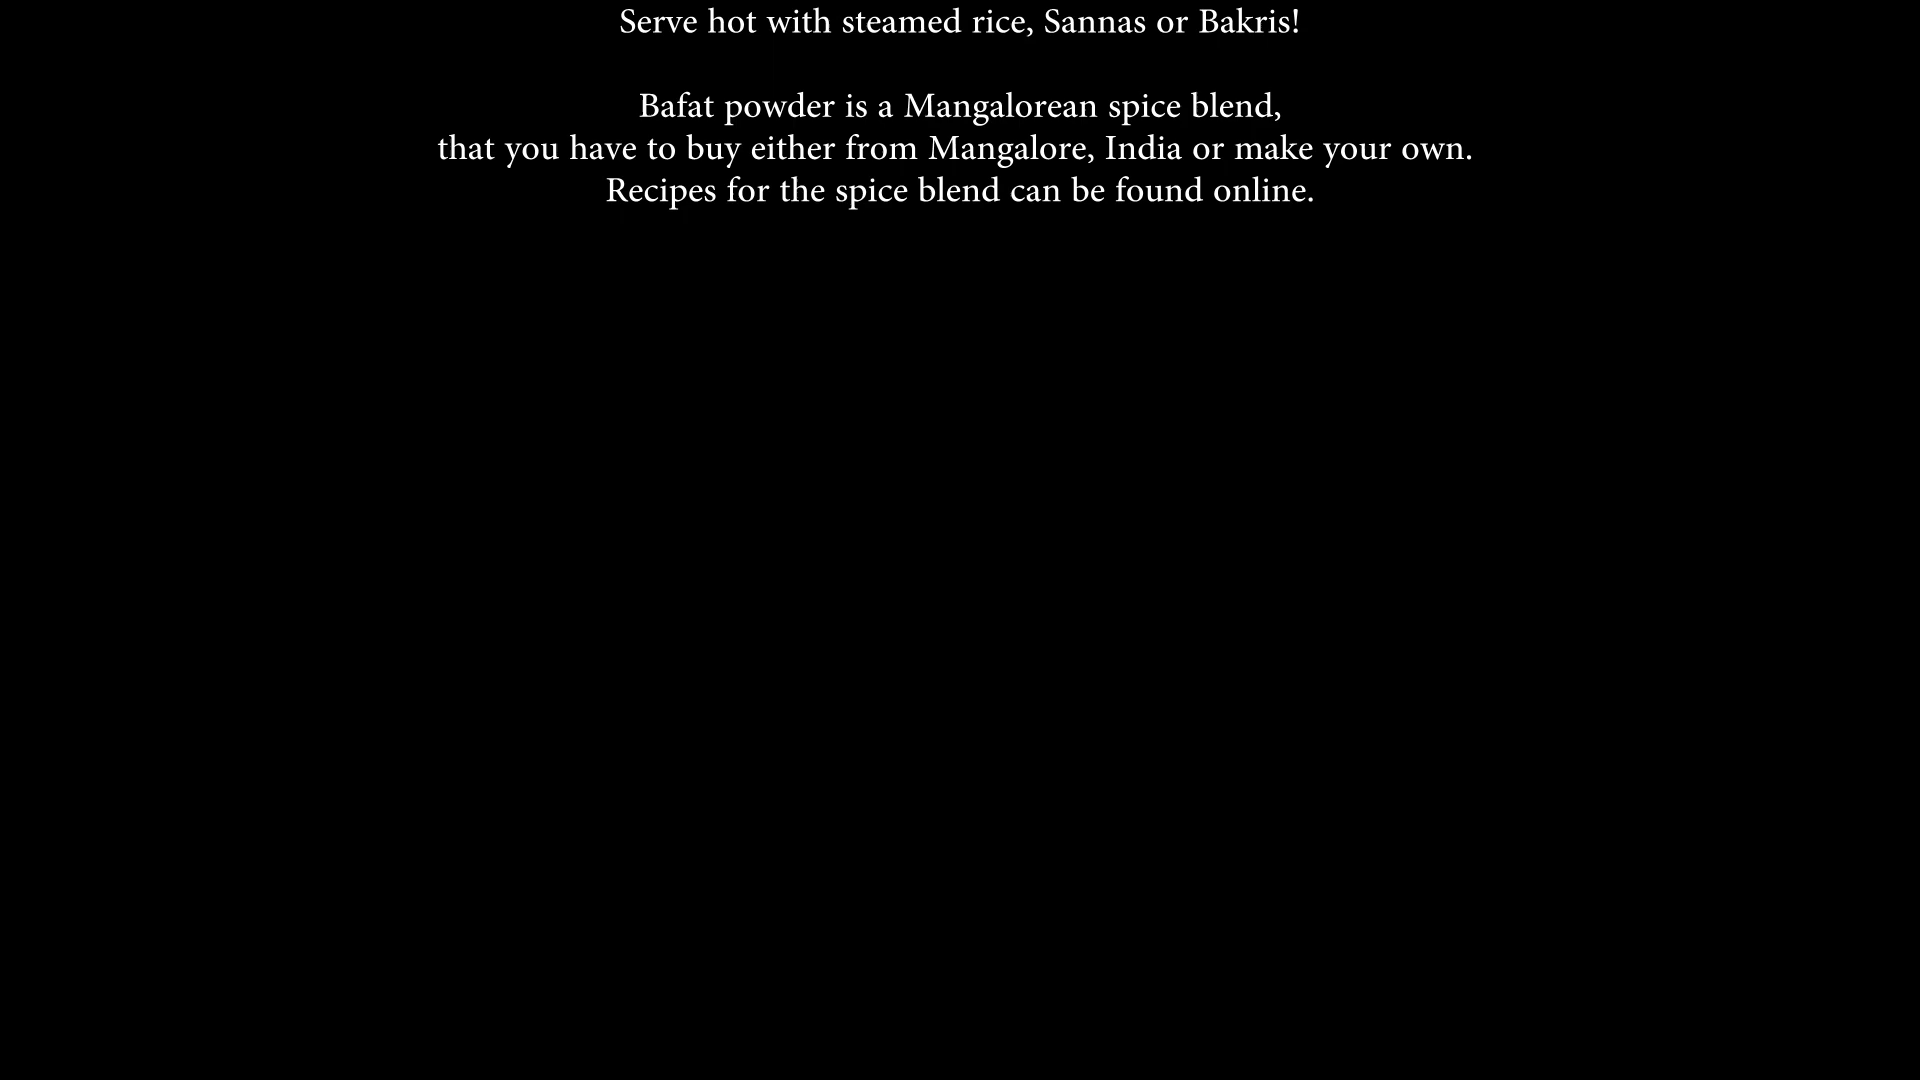 Serve hot with steamed rice, Sannas or Bakris!
Bafat powder is a Mangalorean spice blend,
that you have to buy either from Mangalore, India or make your own.
Recipes for the spice blend can be found online.